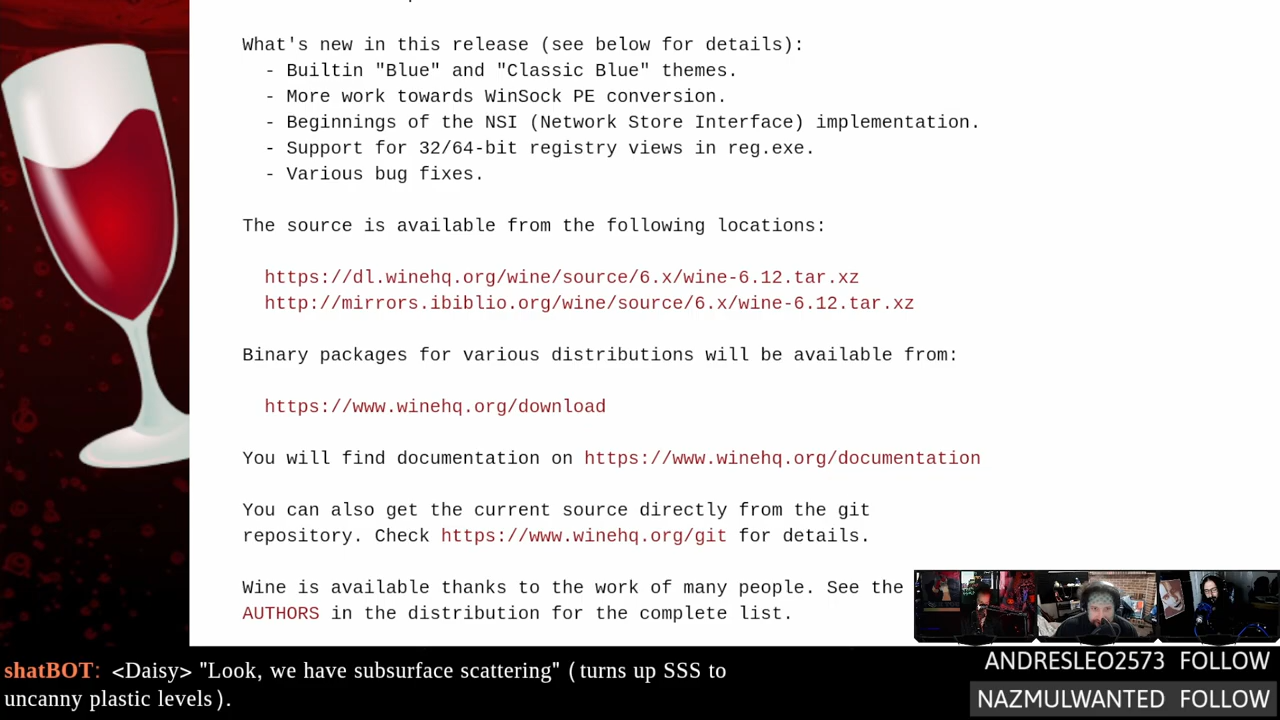 What's new in this release (see below for details):
- Builtin "Blue" and "Classic Blue" themes.
- More work towards WinSock PE conversion.
- Beginnings of the NSI (Network Store Interface) implementation.
- Support for 32/64-bit registry views in reg.exe.
- Various bug fixes.
The source is available from the following locations:
https://dl.winehq.org/wine/source/6.x/wine-6.12.tar.xz
http://mirrors.ibiblio.org/wine/source/6.x/wine-6.12.tar.xz
Binary packages for various distributions will be available from:
https://www.winehq.org/download
You will find documentation on https://www.winehq.org/documentation
You can also get the current source directly from the git
repository. Check https://www.winehq.org/git for details.
Wine is available thanks to the work of many people. See the
AUTHORS in the distribution for the complete list.
shatBOT: <Daisy> "Look, we have subsurface scattering" (turns up SSS to
uncanny plastic levels).
ANDRESLEO2573 FOLLOW
NAZMULWANTED FOLLOW